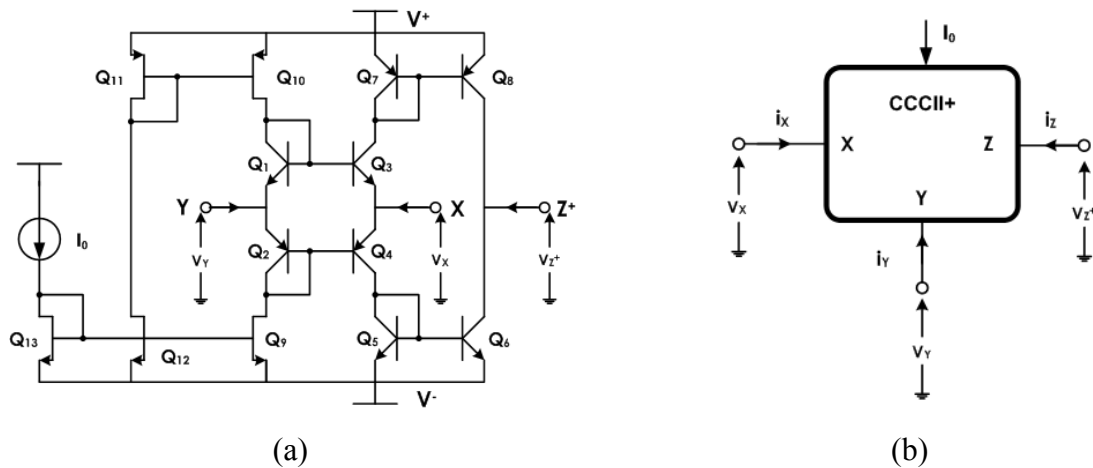 V⁺
Q₁₁ Q₁₀ Q₇ Q₈
Q₁ Q₃
Y X Z⁺
I₀ Q₂ Q₄
V_Y V_X V_Z⁺
Q₁₃ Q₁₂ Q₉ Q₅ Q₆
V⁻
(a)
I₀
CCCII+
i_X i_Z
X Z
V_X Y V_Z⁺
i_Y
V_Y
(b)